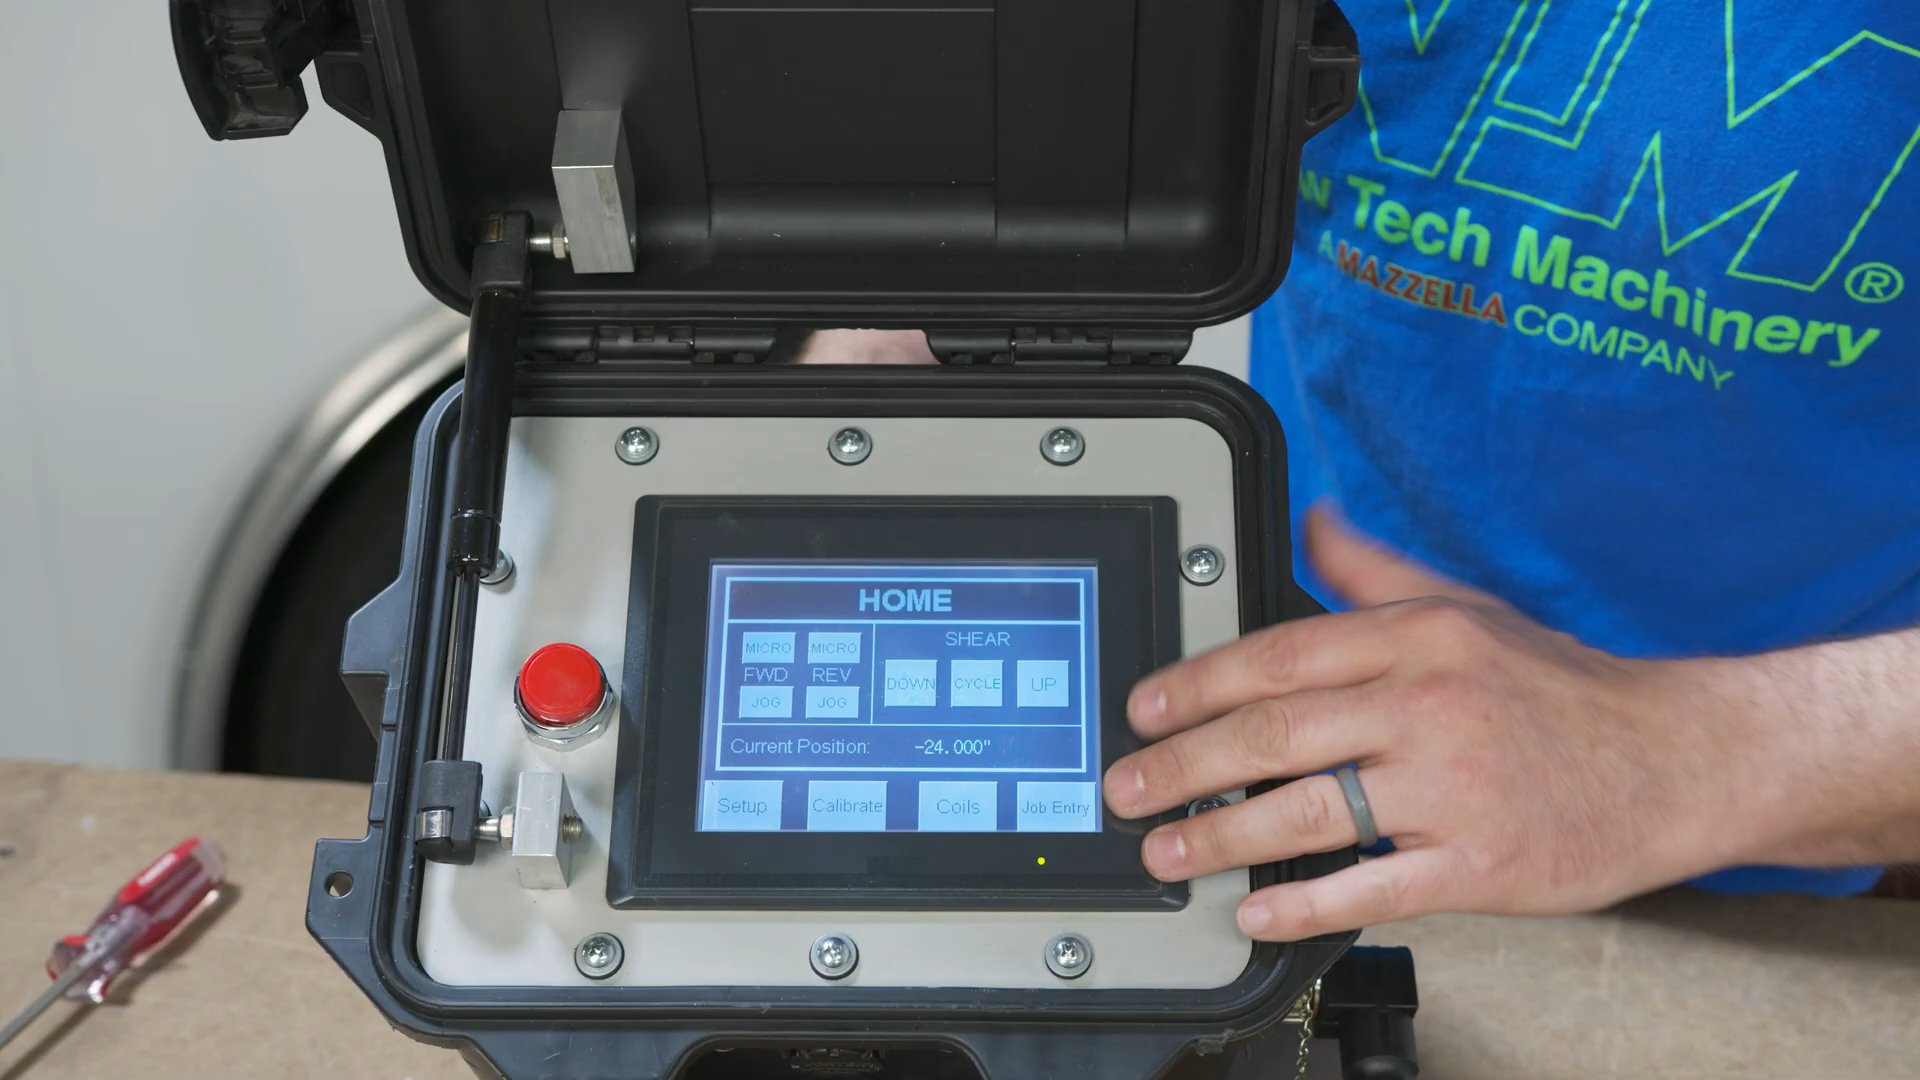 Tech Machinery
A MAZZELLA COMPANY
®
HOME
MICRO MICRO
FWD REV
JOG JOG
SHEAR
DOWN CYCLE UP
Current Position: -24.000"
Setup Calibrate Coils Job Entry